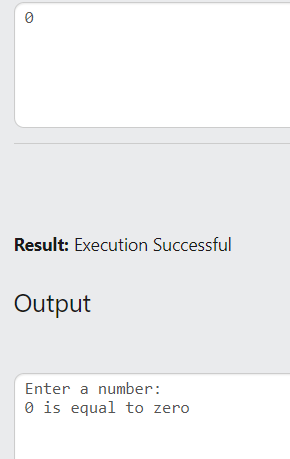 0
Result: Execution Successful
Output
Enter a number:
0 is equal to zero